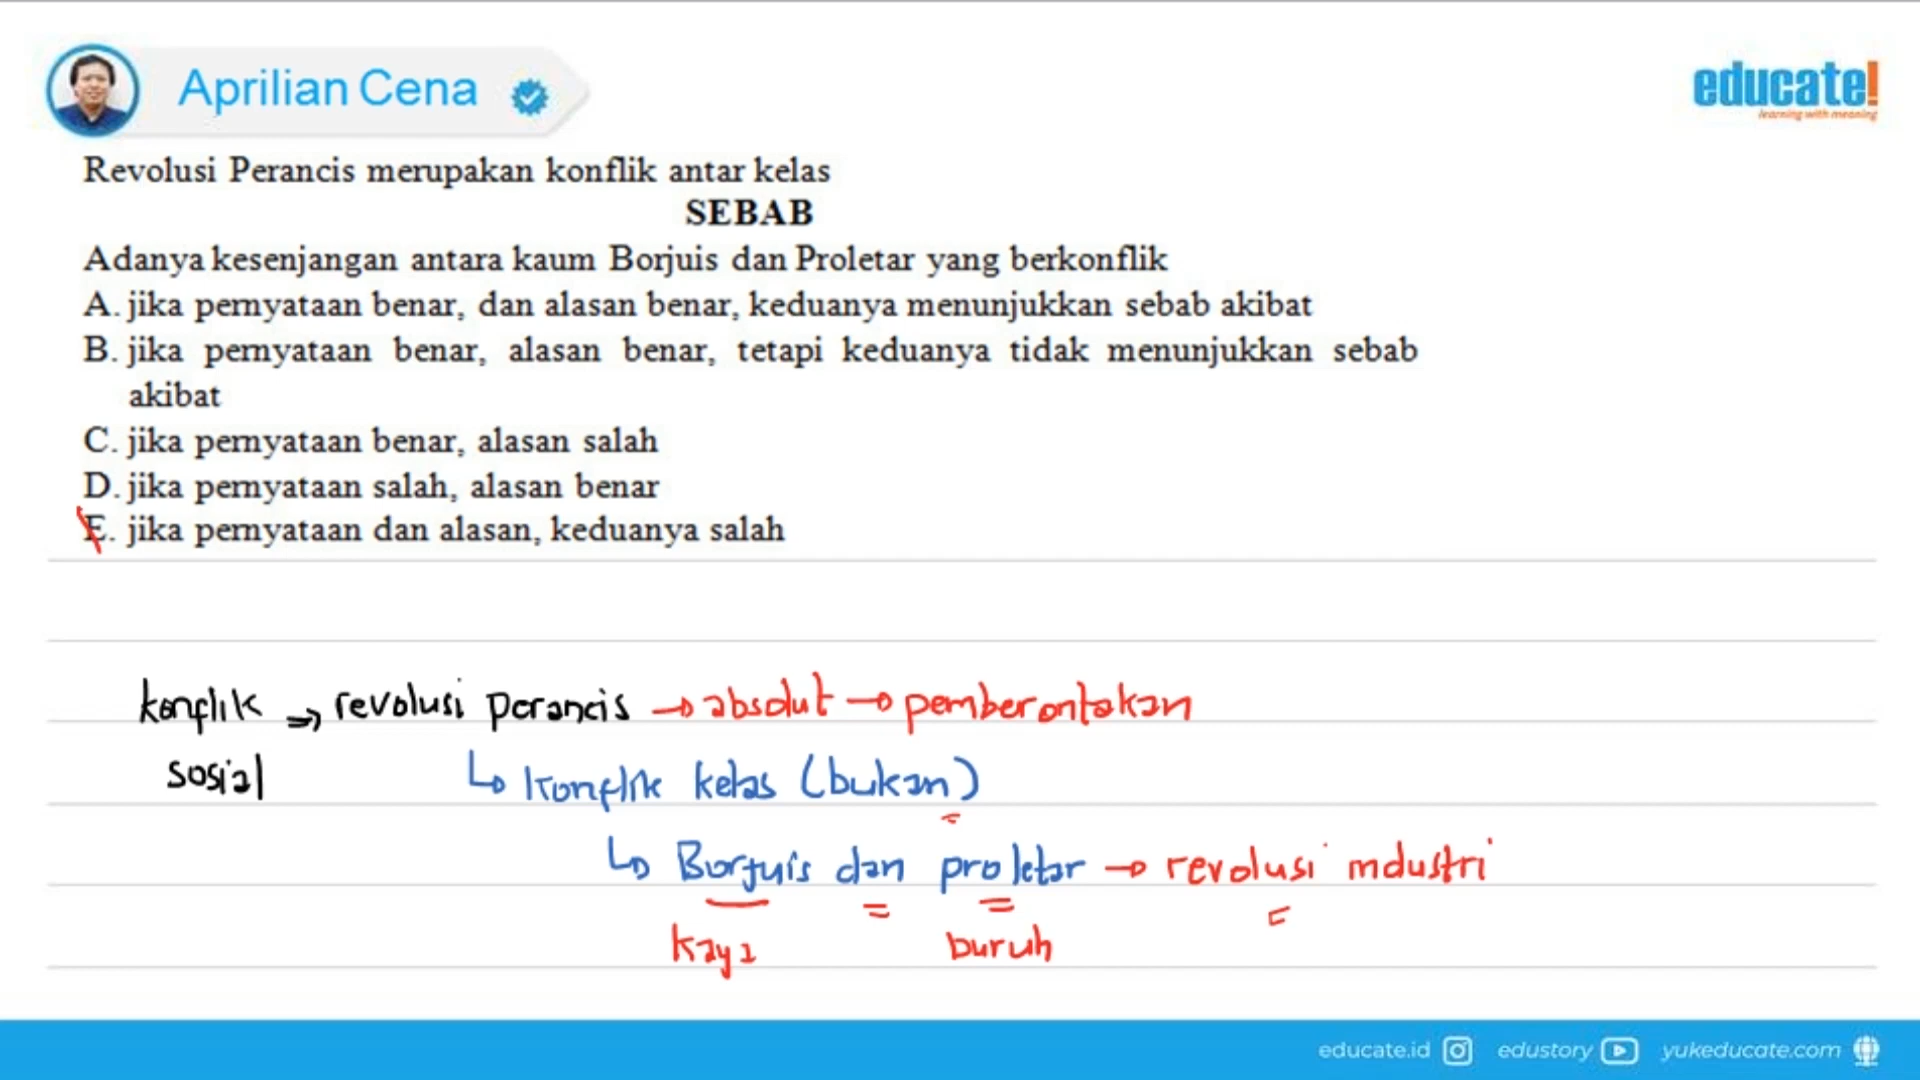 Aprilian Cena
educate!
learning with meaning
Revolusi Perancis merupakan konflik antar kelas
SEBAB
Adanya kesenjangan antara kaum Borjuis dan Proletar yang berkonflik
A. jika pernyataan benar, dan alasan benar, keduanya menunjukkan sebab akibat
B. jika pernyataan benar, alasan benar, tetapi keduanya tidak menunjukkan sebab
akibat
C. jika pernyataan benar, alasan salah
D. jika pernyataan salah, alasan benar
E. jika pernyataan dan alasan, keduanya salah
konflik → revolusi perancis → absolut → pemberontakan
sosial ↳ konflik kelas (bukan)
↳ Borjuis dan proletar → revolusi industri
kaya buruh
educate.id edustory yukeducate.com